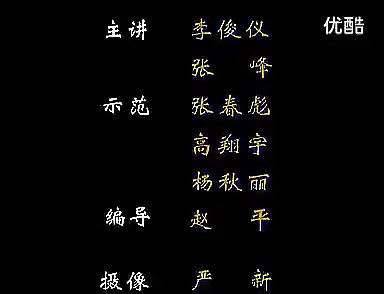 优酷
主讲 李俊仪
张峰
示范 张春彪
高翔宇
杨秋丽
编导 赵平
摄像 严新